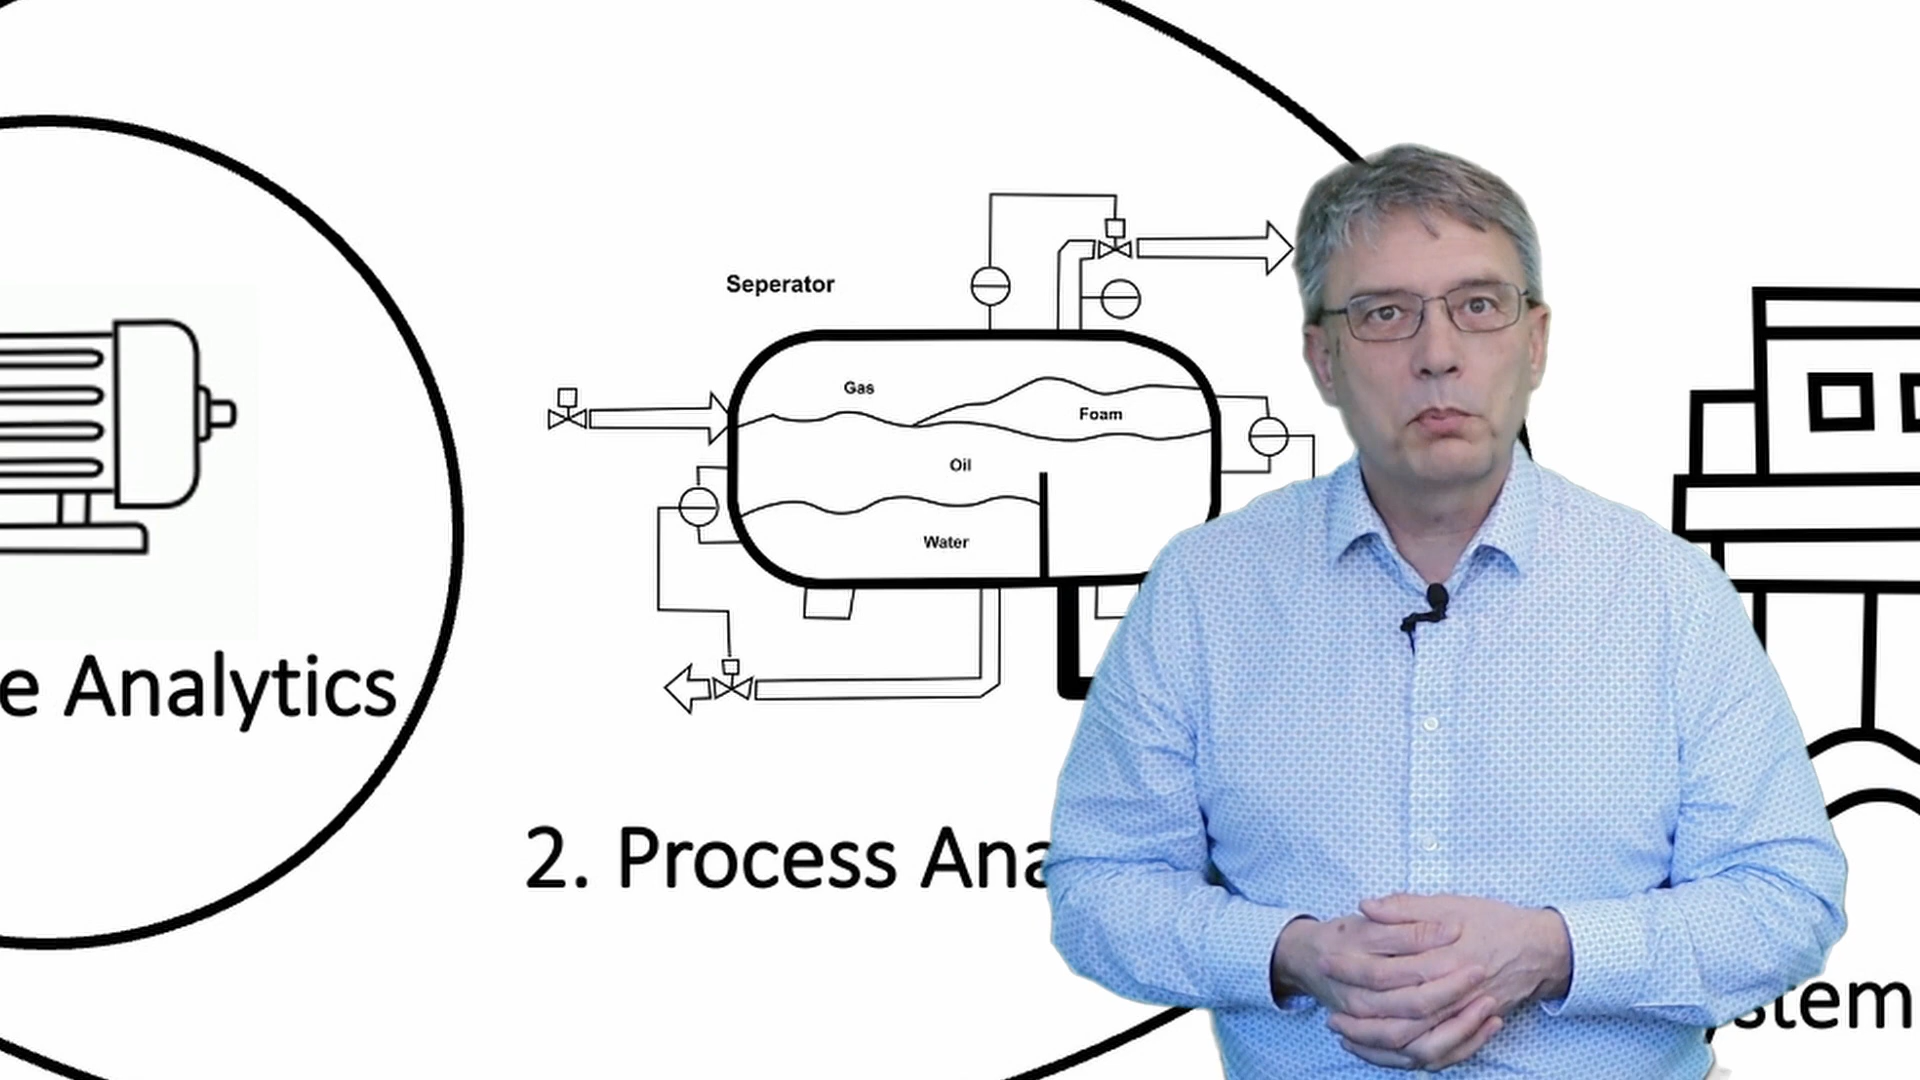 Seperator
Gas
Foam
Oil
Water
e Analytics
2. Process Ana
stem